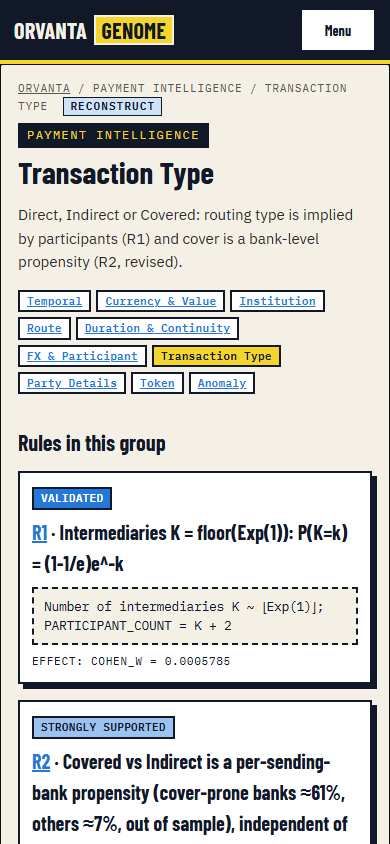 ORVANTA GENOME Menu
ORVANTA / PAYMENT INTELLIGENCE / TRANSACTION
TYPE RECONSTRUCT
PAYMENT INTELLIGENCE
Transaction Type
Direct, Indirect or Covered: routing type is implied
by participants (R1) and cover is a bank-level
propensity (R2, revised).
Temporal Currency & Value Institution
Route Duration & Continuity
FX & Participant Transaction Type
Party Details Token Anomaly
Rules in this group
VALIDATED
R1 · Intermediaries K = floor(Exp(1)): P(K=k)
= (1-1/e)e^-k
Number of intermediaries K ~ ⌊Exp(1)⌋;
PARTICIPANT_COUNT = K + 2
EFFECT: COHEN_W = 0.0005785
STRONGLY SUPPORTED
R2 · Covered vs Indirect is a per-sending-
bank propensity (cover-prone banks ≈61%,
others ≈7%, out of sample), independent of